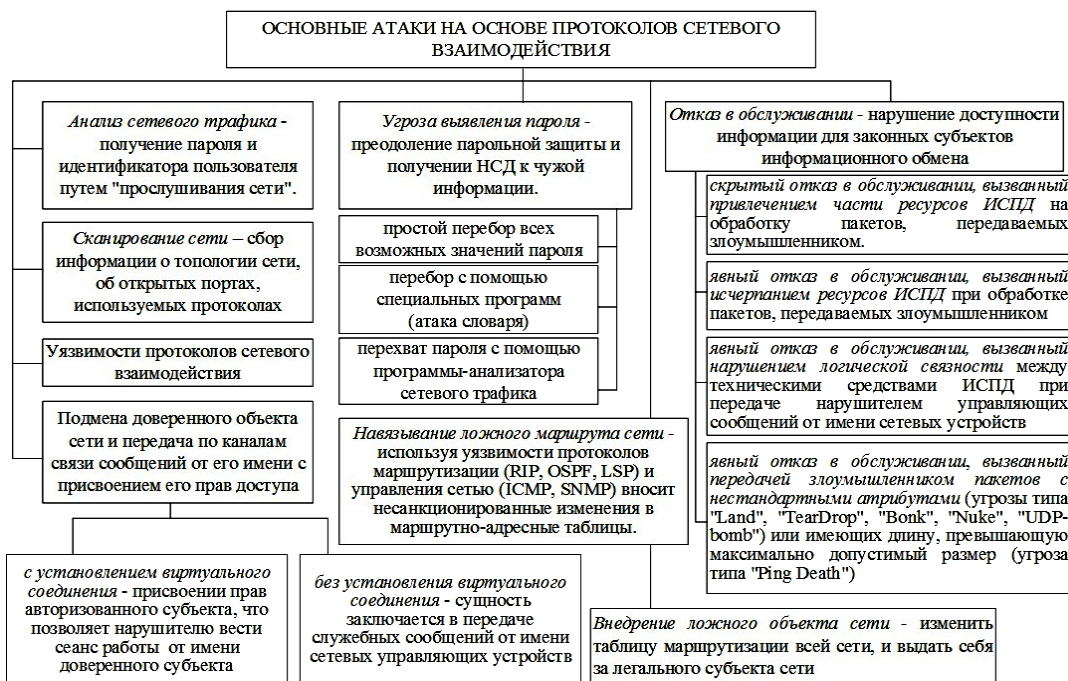 ОСНОВНЫЕ АТАКИ НА ОСНОВЕ ПРОТОКОЛОВ СЕТЕВОГО
ВЗАИМОДЕЙСТВИЯ
Анализ сетевого трафика -
получение пароля и
идентификатора пользователя
путем "прослушивания сети".
Сканирование сети – сбор
информации о топологии сети,
об открытых портах,
используемых протоколах
Уязвимости протоколов сетевого
взаимодействия
Подмена доверенного объекта
сети и передача по каналам
связи сообщений от его имени с
присвоением его прав доступа
с установлением виртуального
соединения - присвоении прав
авторизованного субъекта, что
позволяет нарушителю вести
сеанс работы от имени
доверенного субъекта
без установления виртуального
соединения - сущность
заключается в передаче
служебных сообщений от имени
сетевых управляющих устройств
Угроза выявления пароля -
преодоление парольной защиты и
получении НСД к чужой
информации.
простой перебор всех
возможных значений пароля
перебор с помощью
специальных программ
(атака словаря)
перехват пароля с помощью
программы-анализатора
сетевого трафика
Навязывание ложного маршрута сети -
используя уязвимости протоколов
маршрутизации (RIP, OSPF, LSP) и
управления сетью (ICMP, SNMP) вносит
несанкционированные изменения в
маршрутно-адресные таблицы.
Отказ в обслуживании - нарушение доступности
информации для законных субъектов
информационного обмена
скрытый отказ в обслуживании, вызванный
привлечением части ресурсов ИСПД на
обработку пакетов, передаваемых
злоумышленником.
явный отказ в обслуживании, вызванный
исчерпанием ресурсов ИСПД при обработке
пакетов, передаваемых злоумышленником
явный отказ в обслуживании, вызванный
нарушением логической связности между
техническими средствами ИСПД при
передаче нарушителем управляющих
сообщений от имени сетевых устройств
явный отказ в обслуживании, вызванный
передачей злоумышленником пакетов с
нестандартными атрибутами (угрозы типа
"Land", "TearDrop", "Bonk", "Nuke", "UDP-
bomb") или имеющих длину, превышающую
максимально допустимый размер (угроза
типа "Ping Death")
Внедрение ложного объекта сети - изменить
таблицу маршрутизации всей сети, и выдать себя
за легального субъекта сети